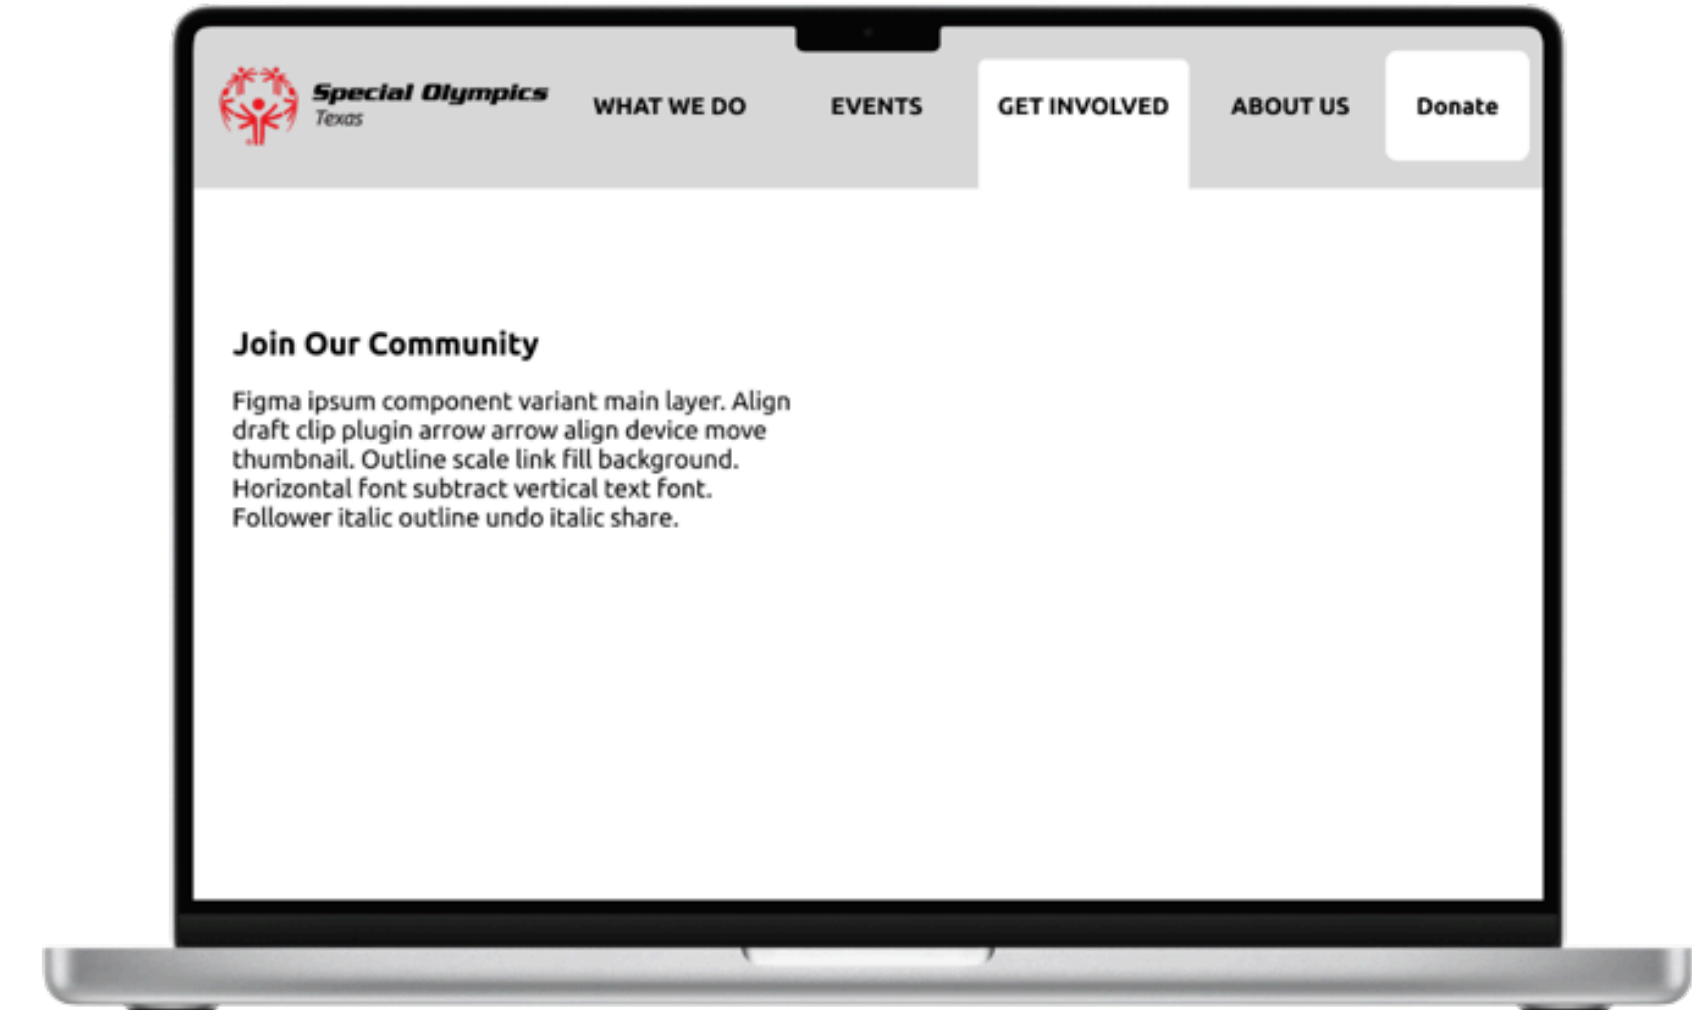 Special Olympics
Texas
WHAT WE DO
EVENTS
GET INVOLVED
ABOUT US
Donate
Join Our Community
Figma ipsum component variant main layer. Align
draft clip plugin arrow arrow align device move
thumbnail. Outline scale link fill background.
Horizontal font subtract vertical text font.
Follower italic outline undo italic share.